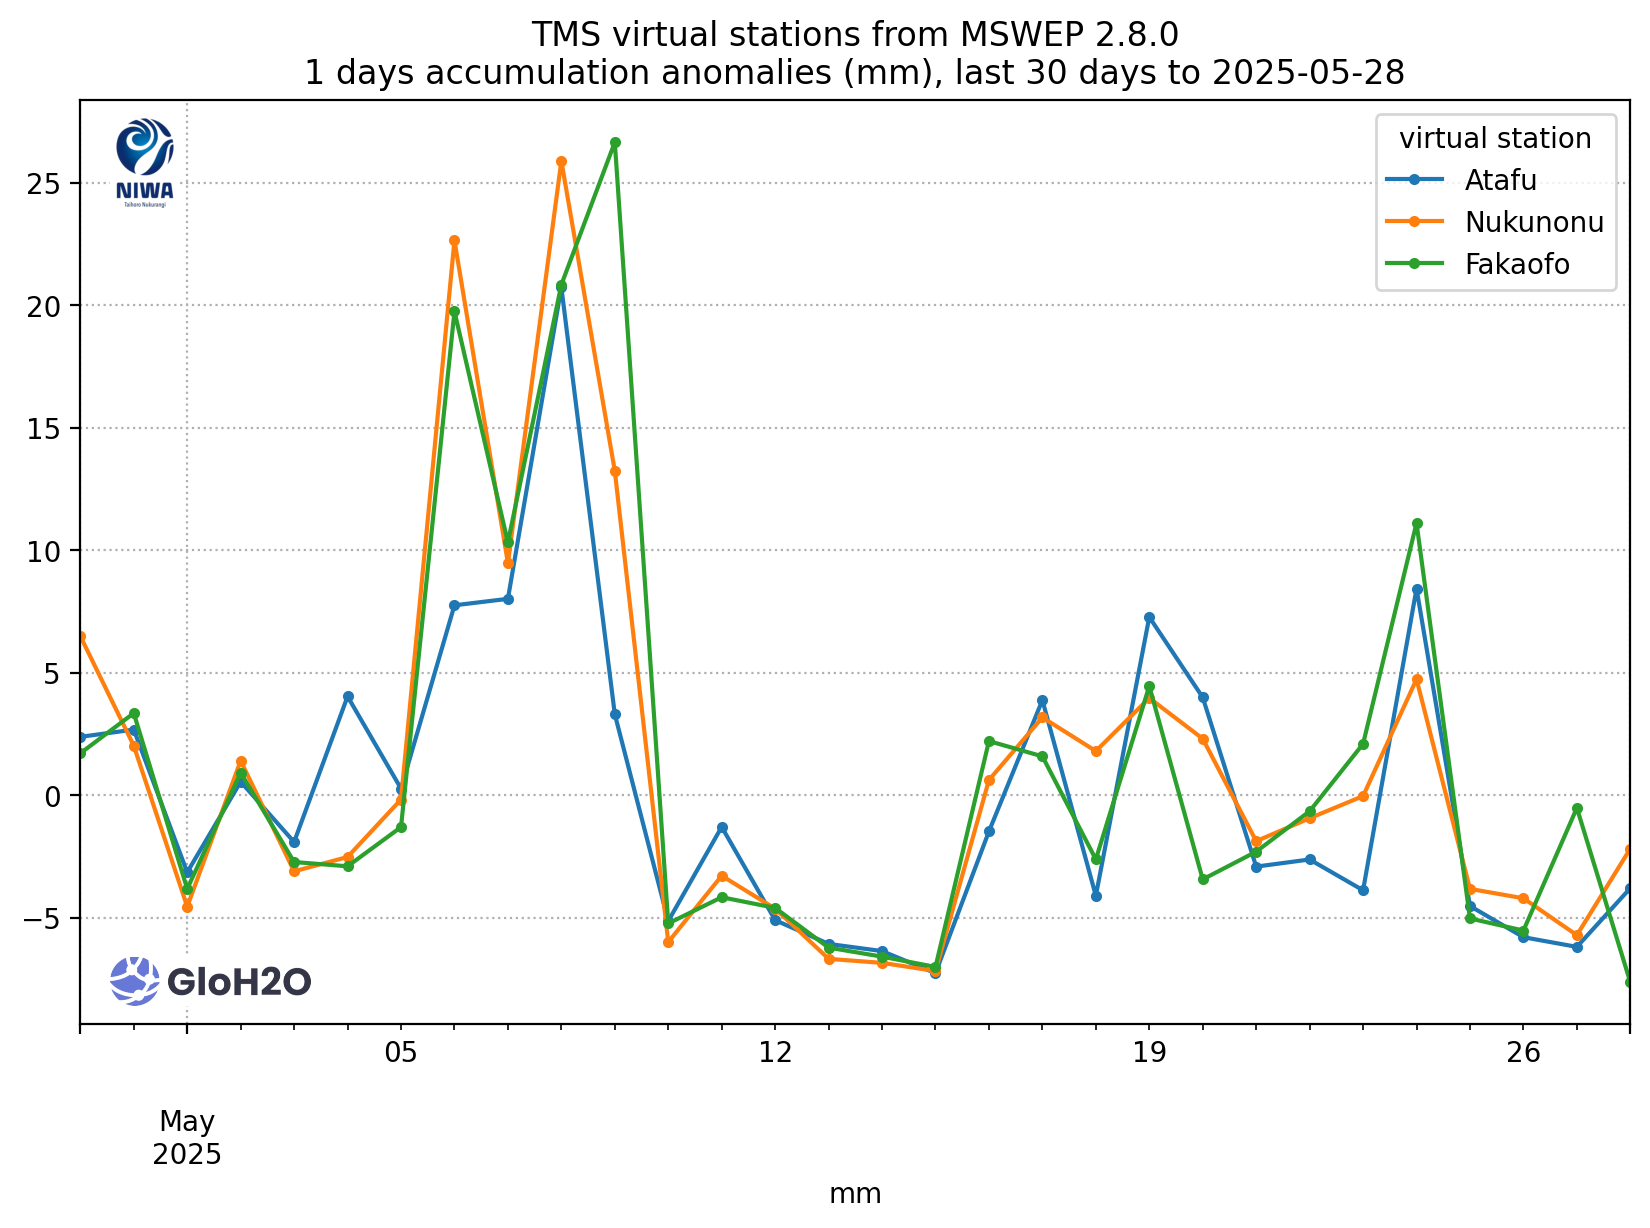 TMS virtual stations from MSWEP 2.8.0
1 days accumulation anomalies (mm), last 30 days to 2025-05-28
NIWA
Taihoro Nukurangi
virtual station
Atafu
Nukunonu
Fakaofo
25
20
15
10
5
0
−5
GloH2O
05
12
19
26
May
2025
mm